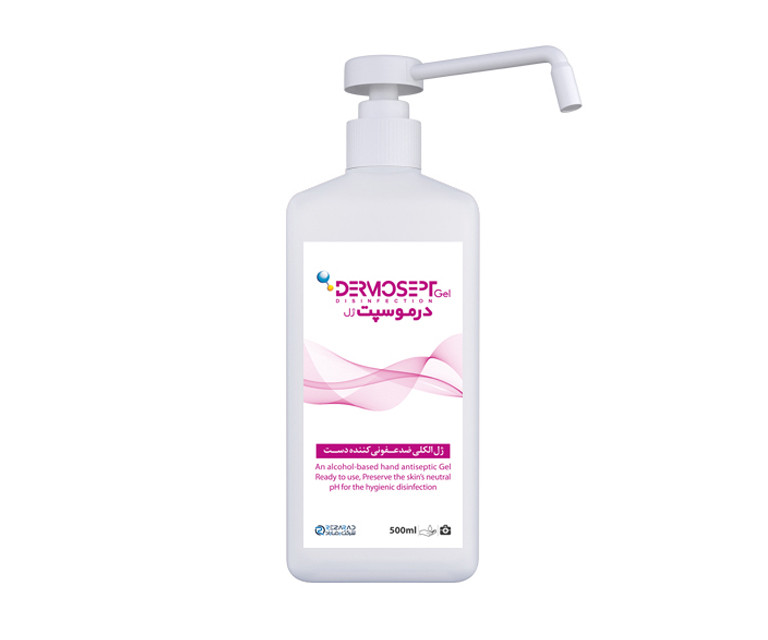 DERMOSEPT Gel
DISINFECTION
درموسپت ژل
ژل الکلی ضدعفونی کننده دست
An alcohol-based hand antiseptic Gel
Ready to use, Preserve the skin's neutral
pH for the hygienic disinfection
REZARAD
500ml